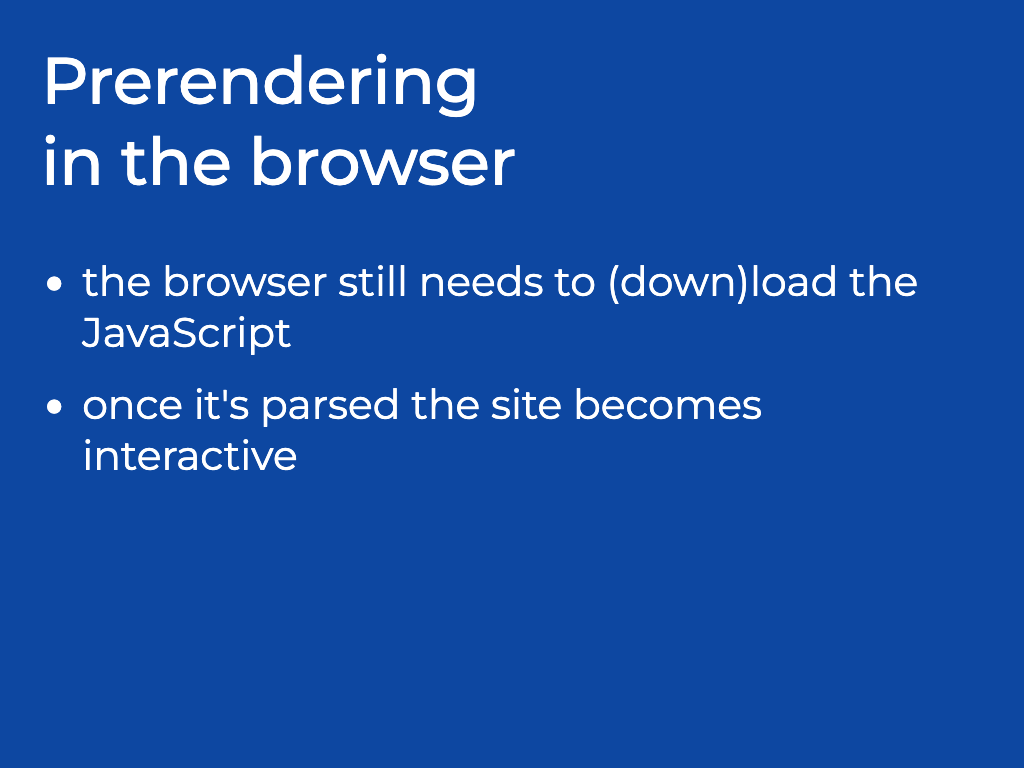 Prerendering
in the browser
• the browser still needs to (down)load the
JavaScript
• once it's parsed the site becomes
interactive